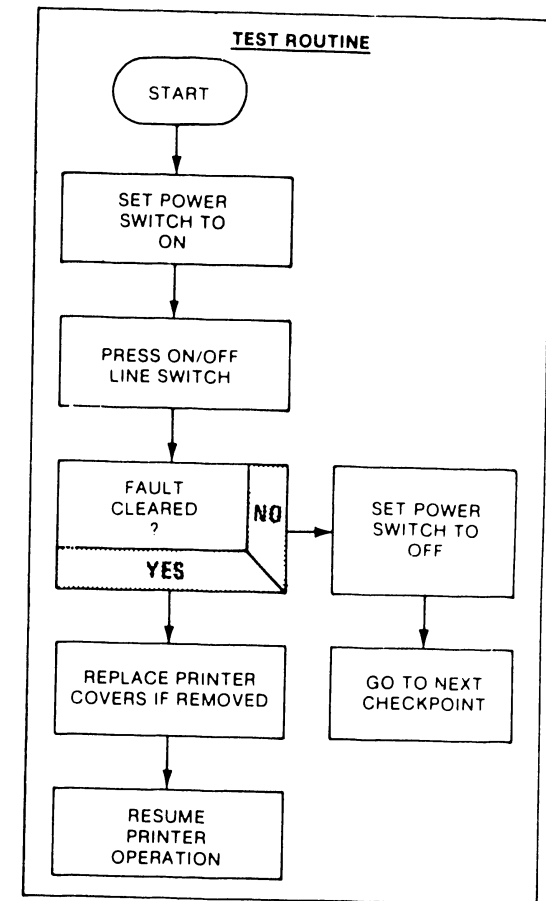 TEST ROUTINE
START
SET POWER
SWITCH TO
ON
PRESS ON/OFF
LINE SWITCH
FAULT
CLEARED
?
NO
YES
SET POWER
SWITCH TO
OFF
GO TO NEXT
CHECKPOINT
REPLACE PRINTER
COVERS IF REMOVED
RESUME
PRINTER
OPERATION